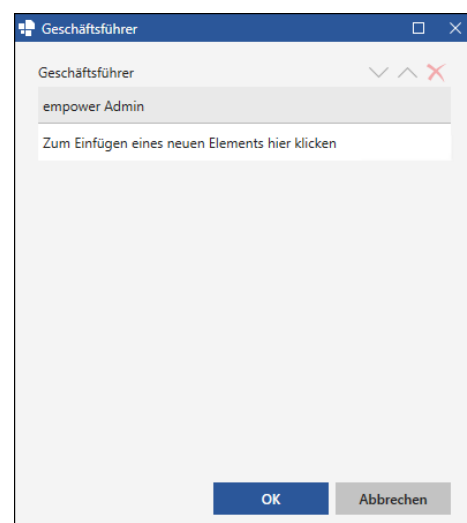 Geschäftsführer
Geschäftsführer
empower Admin
Zum Einfügen eines neuen Elements hier klicken
OK
Abbrechen